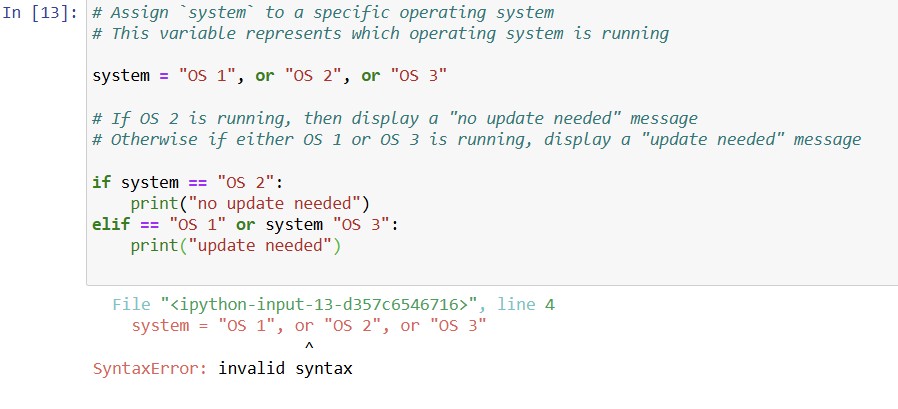 In [13]: # Assign `system` to a specific operating system
# This variable represents which operating system is running
system = "OS 1", or "OS 2", or "OS 3"
# If OS 2 is running, then display a "no update needed" message
# Otherwise if either OS 1 or OS 3 is running, display a "update needed" message
if system == "OS 2":
    print("no update needed")
elif == "OS 1" or system "OS 3":
    print("update needed")
File "<ipython-input-13-d357c6546716>", line 4
    system = "OS 1", or "OS 2", or "OS 3"
^
SyntaxError: invalid syntax